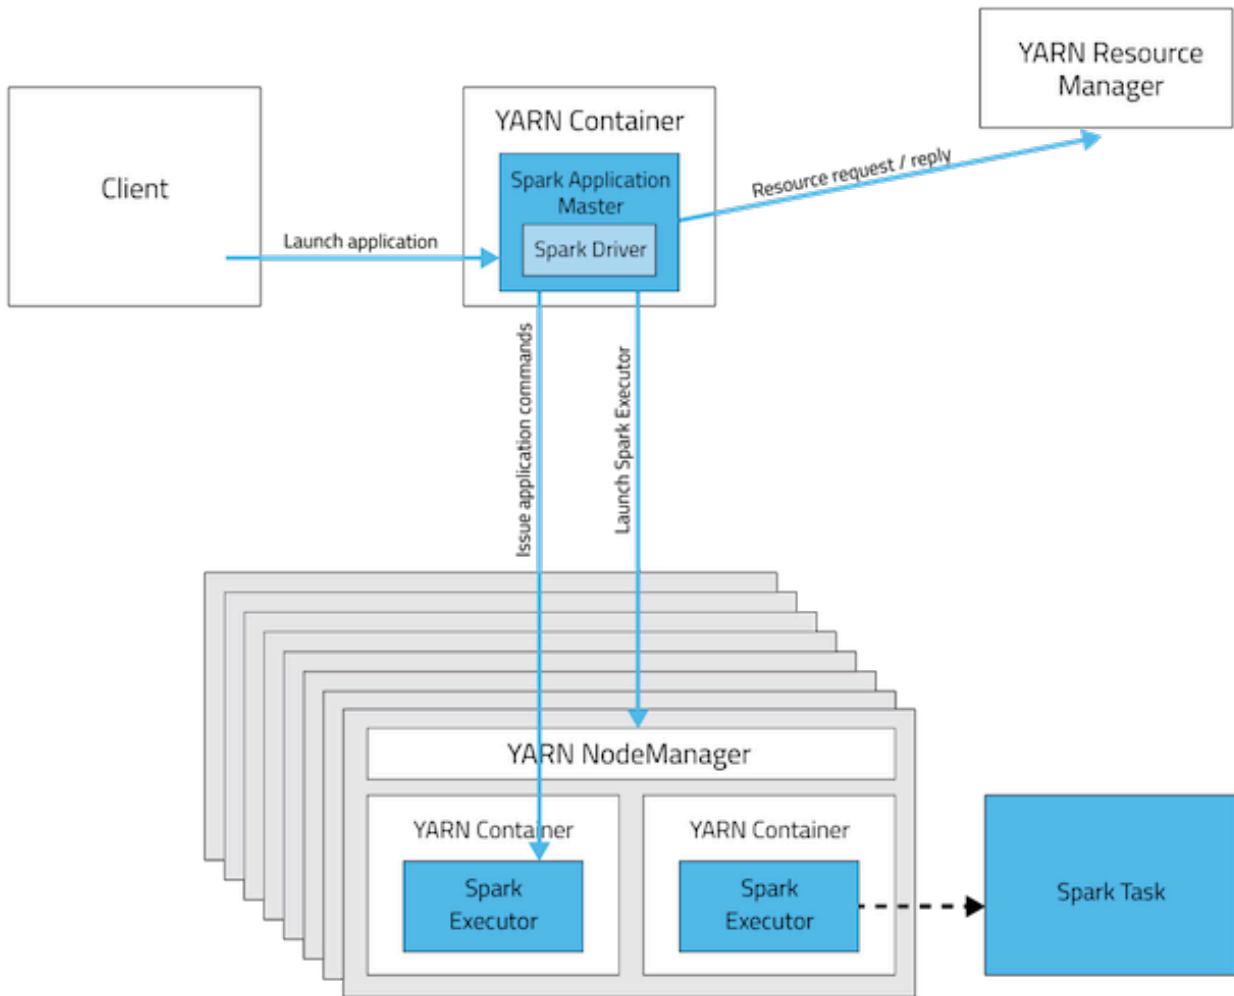 YARN Resource
Manager
Client
YARN Container
Spark Application
Master
Spark Driver
Launch application
Resource request / reply
Issue application commands
Launch Spark Executor
YARN NodeManager
YARN Container
Spark
Executor
YARN Container
Spark
Executor
Spark Task